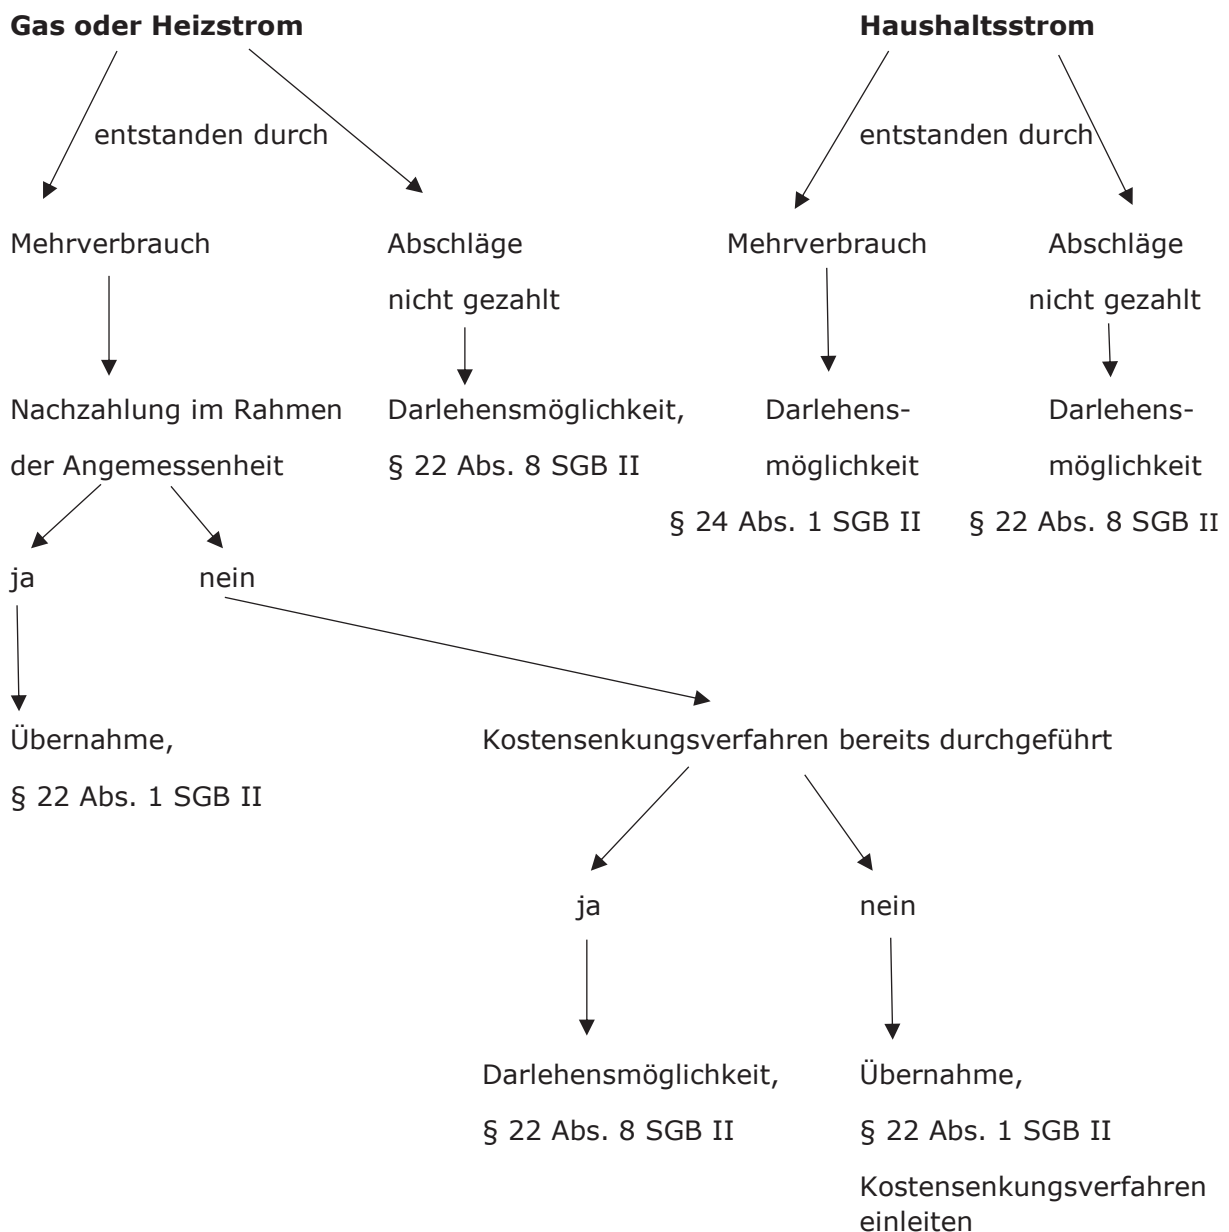 Gas oder Heizstrom
Haushaltsstrom
entstanden durch
entstanden durch
Mehrverbrauch
Abschläge
nicht gezahlt
Mehrverbrauch
Abschläge
nicht gezahlt
Nachzahlung im Rahmen
der Angemessenheit
Darlehensmöglichkeit,
§ 22 Abs. 8 SGB II
Darlehens-
möglichkeit
§ 24 Abs. 1 SGB II
Darlehens-
möglichkeit
§ 22 Abs. 8 SGB II
ja
nein
Übernahme,
§ 22 Abs. 1 SGB II
Kostensenkungsverfahren bereits durchgeführt
ja
nein
Darlehensmöglichkeit,
§ 22 Abs. 8 SGB II
Übernahme,
§ 22 Abs. 1 SGB II
Kostensenkungsverfahren
einleiten